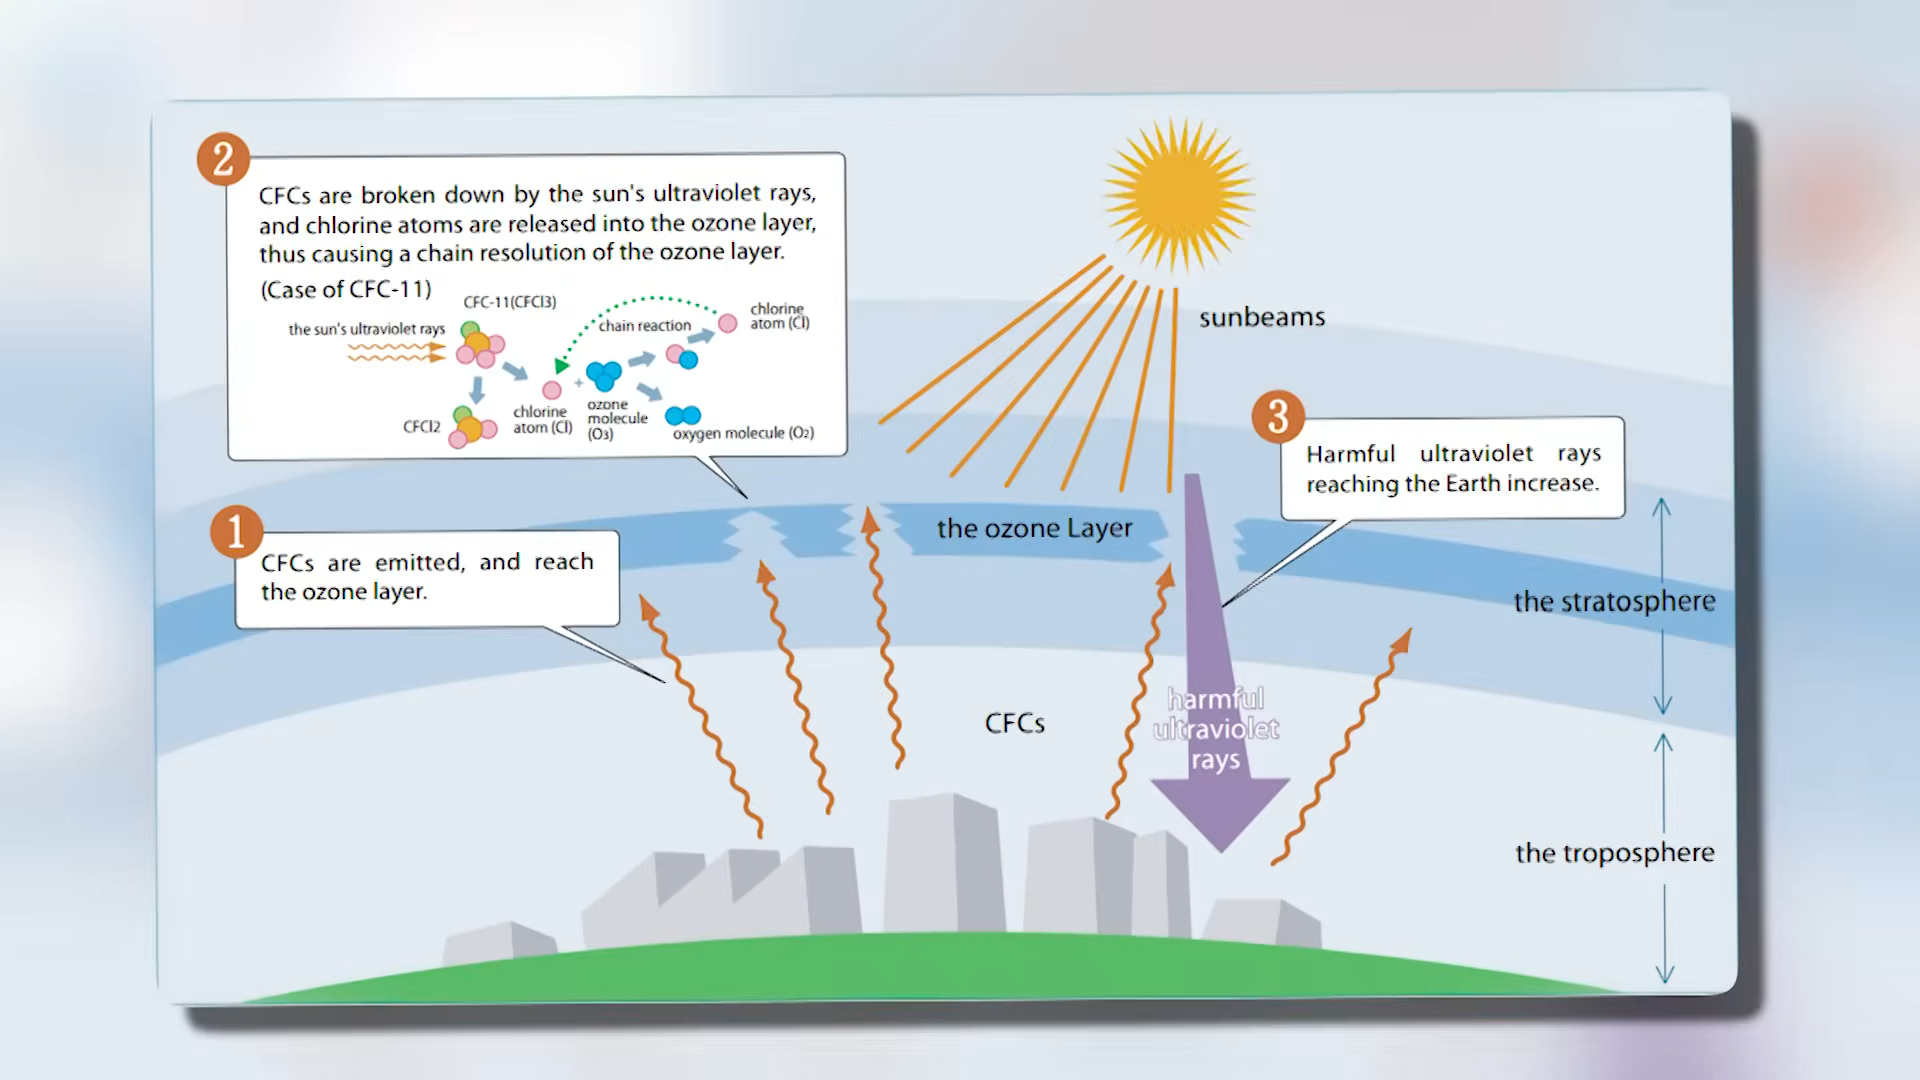 2
CFCs are broken down by the sun's ultraviolet rays,
and chlorine atoms are released into the ozone layer,
thus causing a chain resolution of the ozone layer.
(Case of CFC-11)
CFC-11(CFCl3)
the sun's ultraviolet rays
chain reaction
chlorine
atom (Cl)
CFCl2
chlorine
atom (Cl)
+
ozone
molecule
(O3)
oxygen molecule (O2)
sunbeams
3
Harmful ultraviolet rays
reaching the Earth increase.
1
CFCs are emitted, and reach
the ozone layer.
the ozone Layer
the stratosphere
CFCs
harmful
ultraviolet
rays
the troposphere